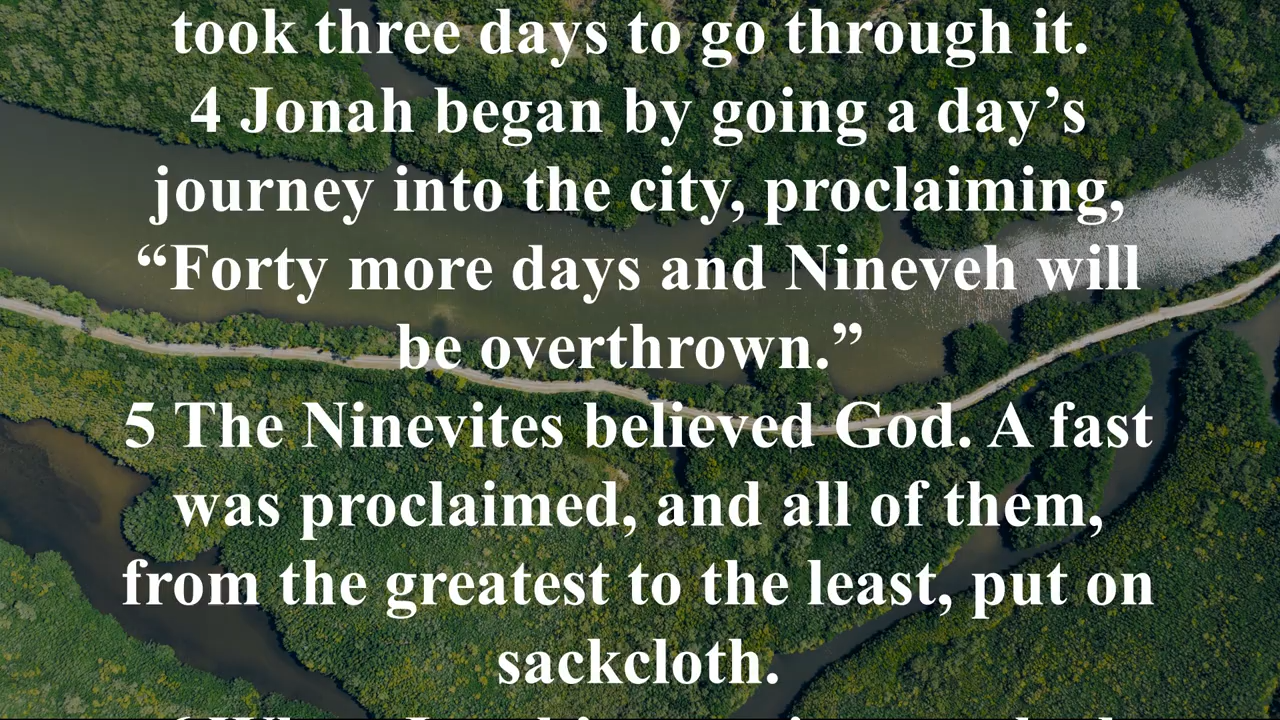 took three days to go through it.
4 Jonah began by going a day’s
journey into the city, proclaiming,
“Forty more days and Nineveh will
be overthrown.”
5 The Ninevites believed God. A fast
was proclaimed, and all of them,
from the greatest to the least, put on
sackcloth.